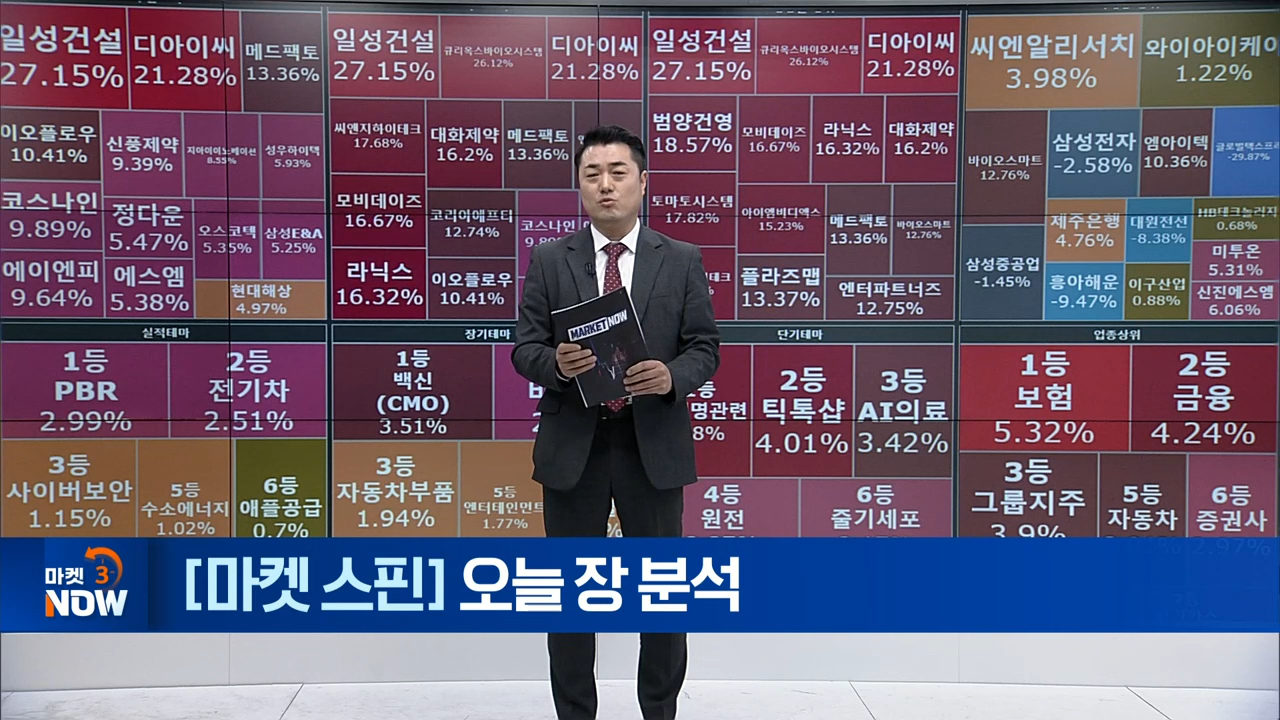 일성건설
27.15%
디아이씨
21.28%
메드팩토
13.36%
이오플로우
10.41%
신풍제약
9.39%
8.55%
성우하이텍
5.93%
코스나인
9.89%
정다운
5.47%
오스코텍
5.35%
삼성E&A
5.25%
에이엔피
9.64%
에스엠
5.38%
현대해상
4.97%
일성건설
27.15%
큐리옥스바이오시스템
26.12%
디아이씨
21.28%
씨앤지하이테크
17.68%
대화제약
16.2%
메드팩토
13.36%
모비데이즈
16.67%
코리아에프티
12.74%
코스나인
라닉스
16.32%
이오플로우
10.41%
일성건설
27.15%
큐리옥스바이오시스템
26.12%
디아이씨
21.28%
범양건영
18.57%
모비데이즈
16.67%
라닉스
16.32%
대화제약
16.2%
토마토시스템
17.82%
아이엠비디엑스
15.23%
메드팩토
13.36%
바이오스마트
12.76%
플라즈맵
13.37%
엔터파트너즈
12.75%
씨엔알리서치
3.98%
와이아이케이
1.22%
바이오스마트
12.76%
삼성전자
-2.58%
엠아이텍
10.36%
글로벌텍스프리
-29.87%
삼성중공업
-1.45%
제주은행
4.76%
대원전선
-8.38%
HB테크놀러지
0.68%
미투온
5.31%
흥아해운
-9.47%
이구산업
0.88%
신진에스엠
6.06%
실적테마
1등
PBR
2.99%
2등
전기차
2.51%
3등
사이버보안
1.15%
5등
수소에너지
1.02%
6등
애플공급
0.7%
장기테마
1등
백신
(CMO)
3.51%
3등
자동차부품
1.94%
5등
엔터테인먼트
1.77%
단기테마
명관련
8%
2등
틱톡샵
4.01%
3등
AI의료
3.42%
4등
원전
6등
줄기세포
업종상위
1등
보험
5.32%
2등
금융
4.24%
3등
그룹지주
3.9%
5등
자동차
6등
증권사
2.97%
MARKET NOW
마켓 3
NOW
[마켓 스핀] 오늘 장 분석